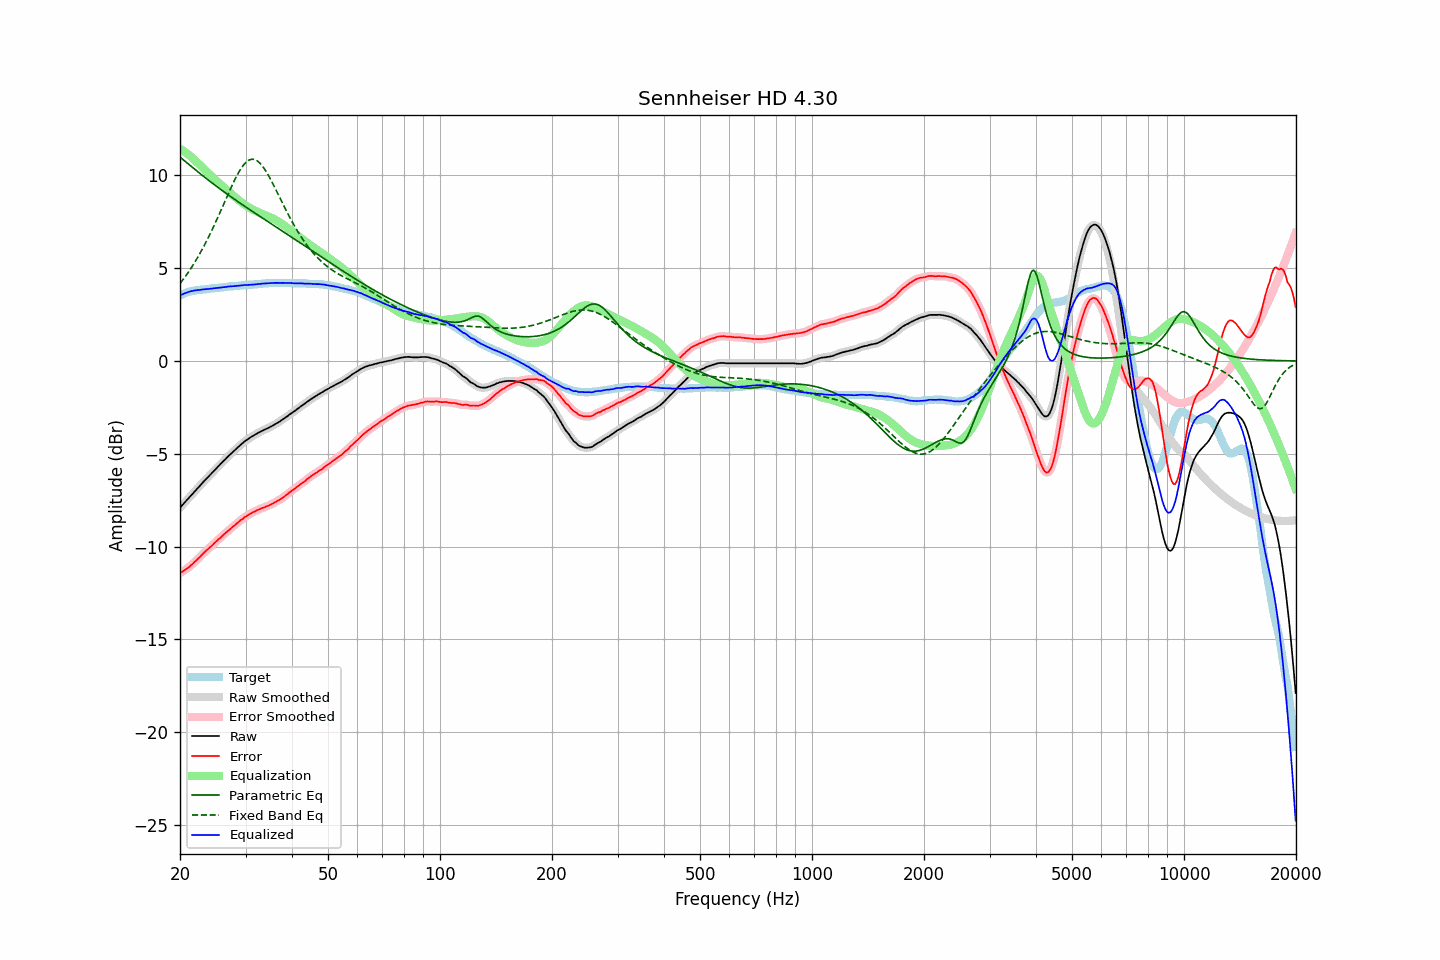 Sennheiser HD 4.30
Amplitude (dBr)
10
5
0
−5
−10
−15
−20
−25
Target
Raw Smoothed
Error Smoothed
Raw
Error
Equalization
Parametric Eq
Fixed Band Eq
Equalized
20 50 100 200 500 1000 2000 5000 10000 20000
Frequency (Hz)